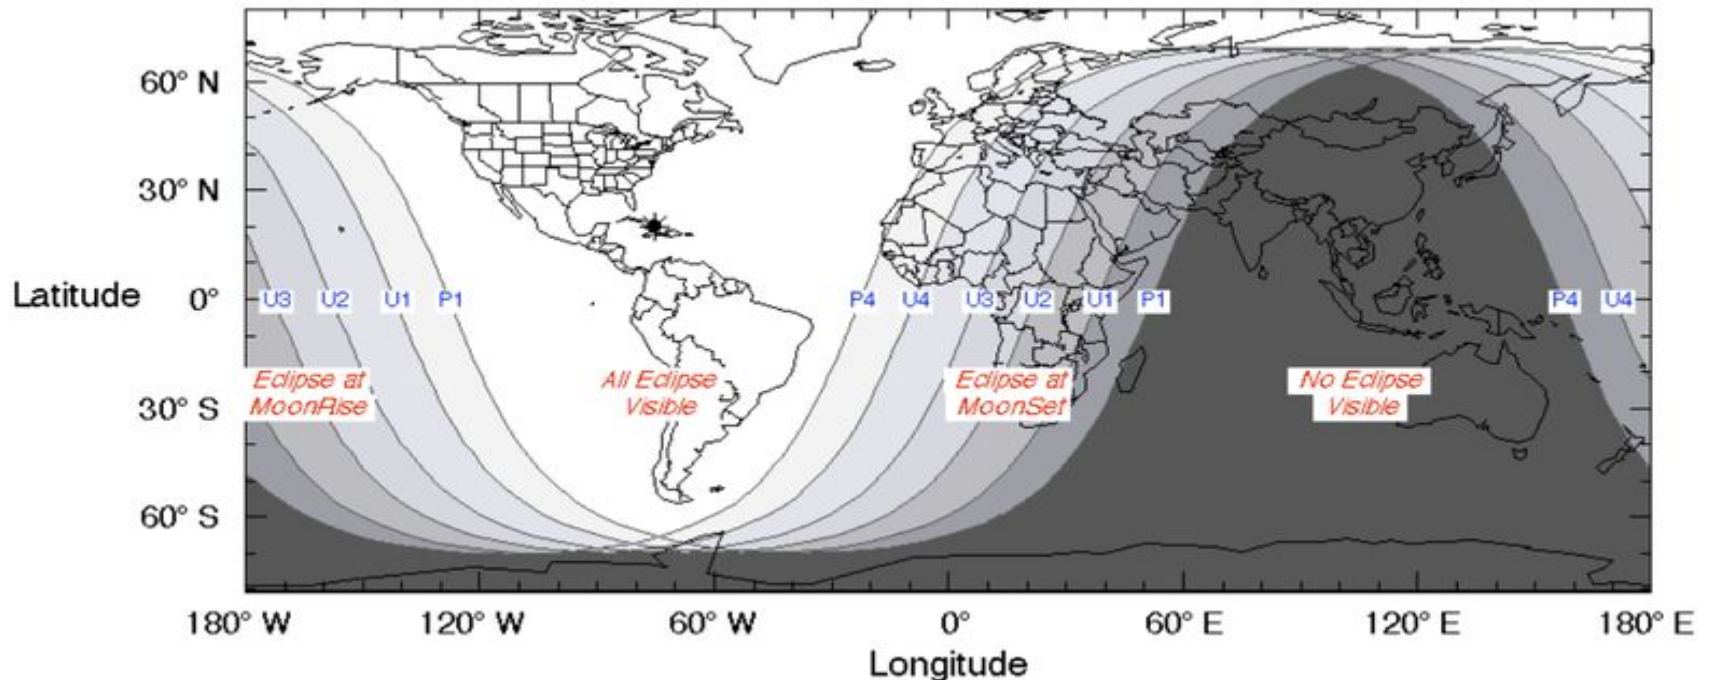 60° N
30° N
Latitude
0°
30° S
60° S
U3 U2 U1 P1 P4 U4 U3 U2 U1 P1 P4 U4
Eclipse at
MoonRise
All Eclipse
Visible
Eclipse at
MoonSet
No Eclipse
Visible
180° W 120° W 60° W 0° 60° E 120° E 180° E
Longitude